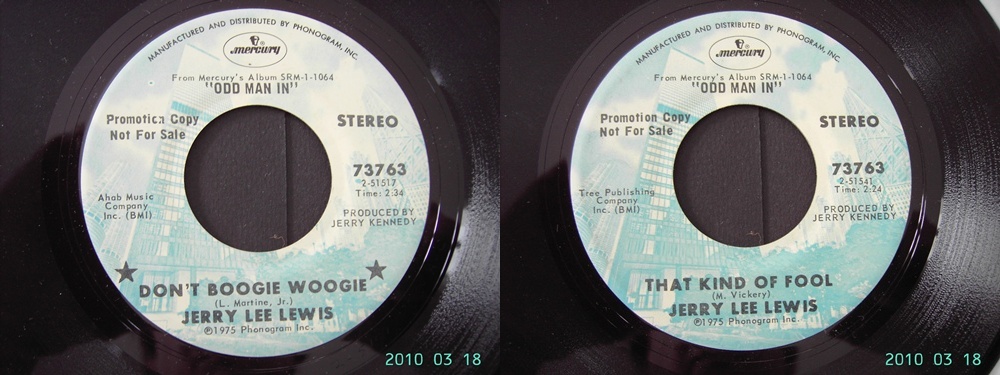 MANUFACTURED AND DISTRIBUTED BY PHONOGRAM, INC.
mercury
From Mercury's Album SRM-1-1064
"ODD MAN IN"
Promotion Copy
Not For Sale
STEREO
73763
2-51517
Time: 2:34
Ahab Music
Company
Inc. (BMI)
PRODUCED BY
JERRY KENNEDY
★ DON'T BOOGIE WOOGIE ★
(L. Martine, Jr.)
JERRY LEE LEWIS
℗1975 Phonogram Inc.
2010 03 18
MANUFACTURED AND DISTRIBUTED BY PHONOGRAM, INC.
mercury
From Mercury's Album SRM-1-1064
"ODD MAN IN"
Promotion Copy
Not For Sale
STEREO
73763
2-51541
Time: 2:24
Tree Publishing
Company
Inc. (BMI)
PRODUCED BY
JERRY KENNEDY
THAT KIND OF FOOL
(M. Vickery)
JERRY LEE LEWIS
℗1975 Phonogram Inc.
2010 03 18